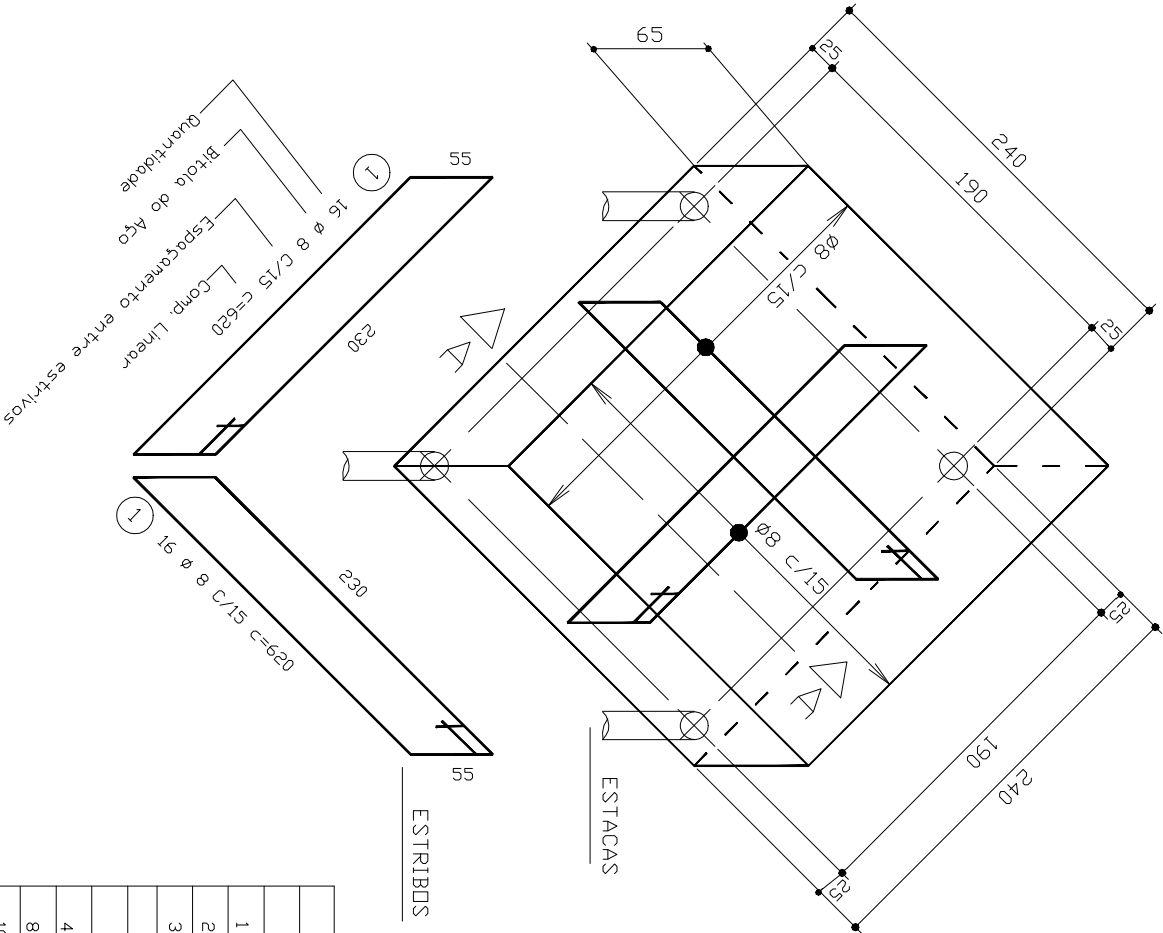 65
25
240
190
25
Ø8 C/15
A
Ø8 C/15
A
25
190
240
25
ESTACAS
55
1
16 Ø 8 C/15 c=620
230
Quantidade
Bitola do Aço
Espaçamento entre estrivos
Comp. Linear
1
16 Ø 8 C/15 c=620
230
55
ESTRIBOS
1
2
3
4
8